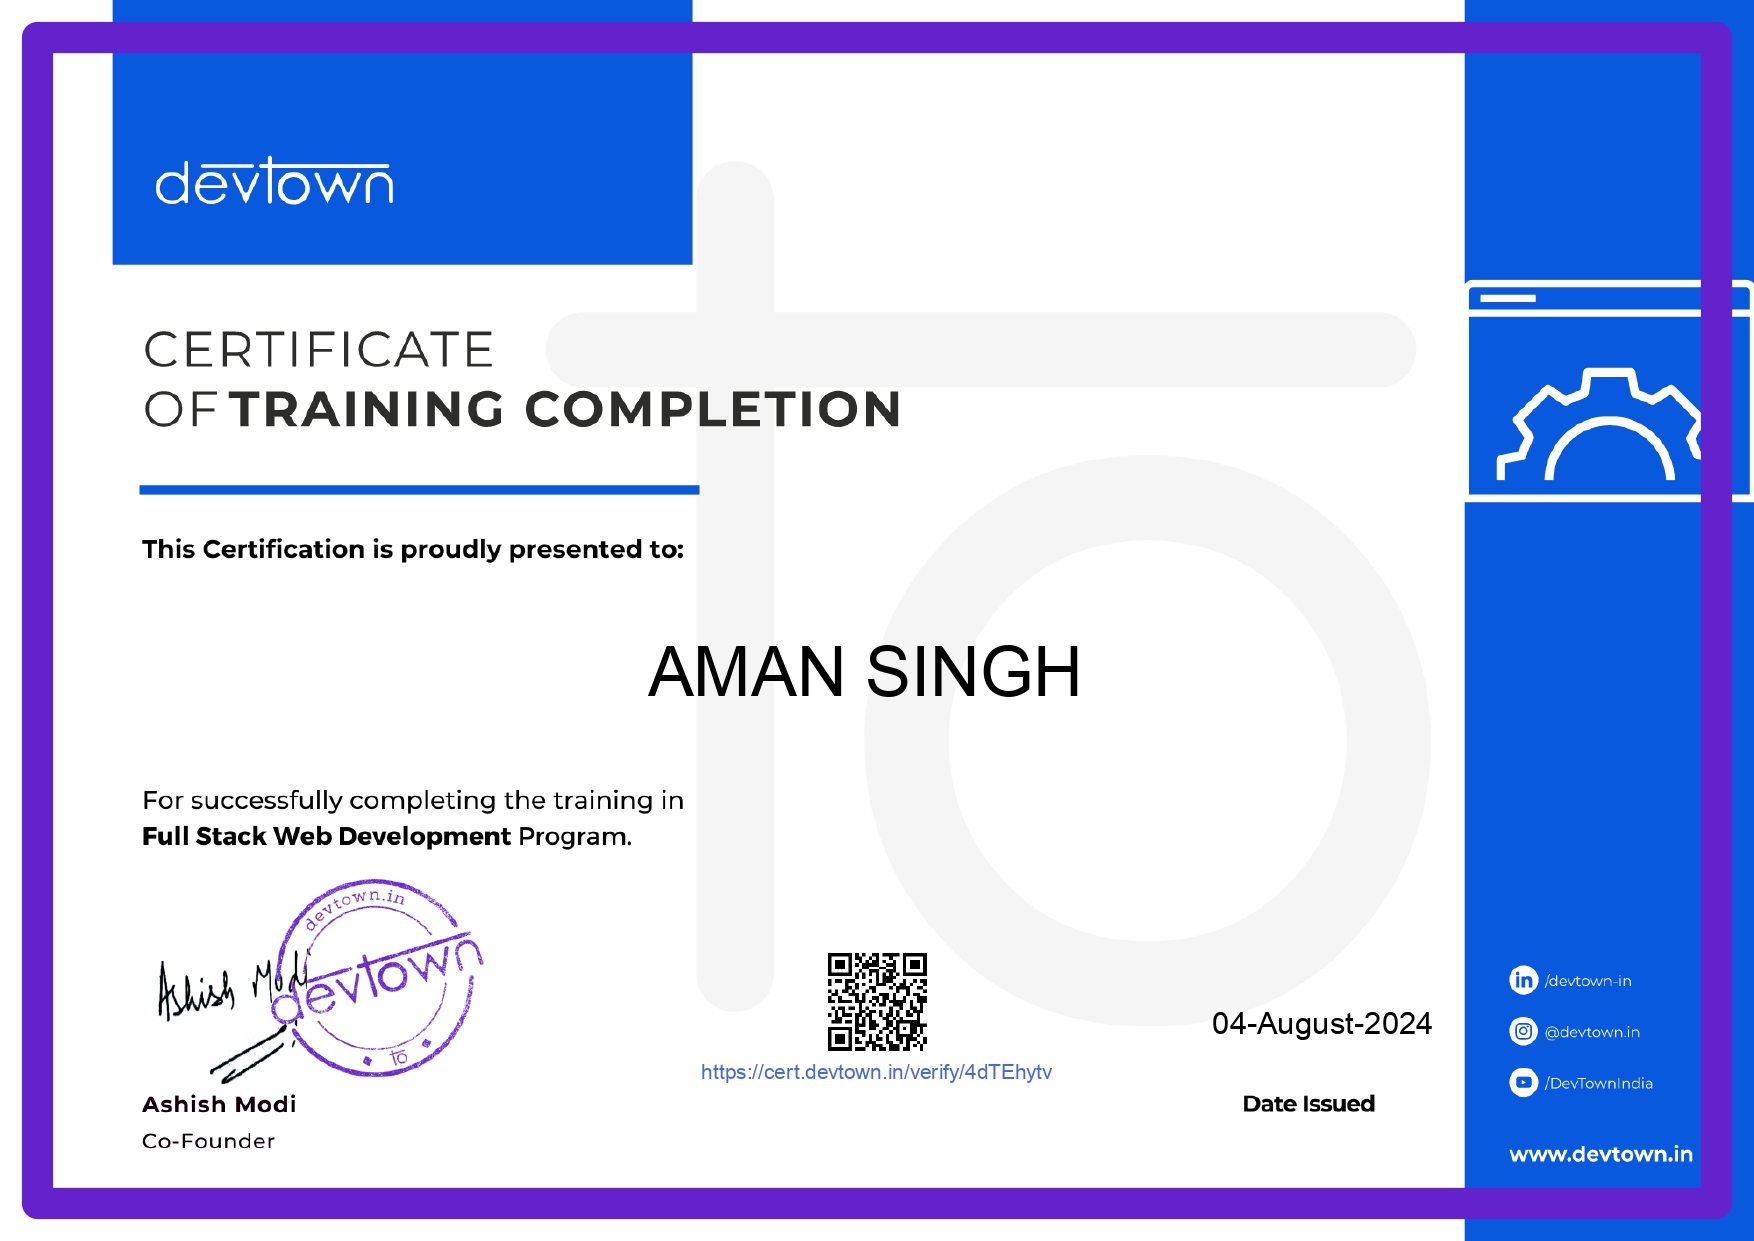 devtown
CERTIFICATE
OF TRAINING COMPLETION
This Certification is proudly presented to:
AMAN SINGH
For successfully completing the training in
Full Stack Web Development Program.
devtown.in
devtown
to
Ashish Modi
Ashish Modi
Co-Founder
https://cert.devtown.in/verify/4dTEhytv
04-August-2024
Date Issued
/devtown-in
@devtown.in
/DevTownIndia
www.devtown.in